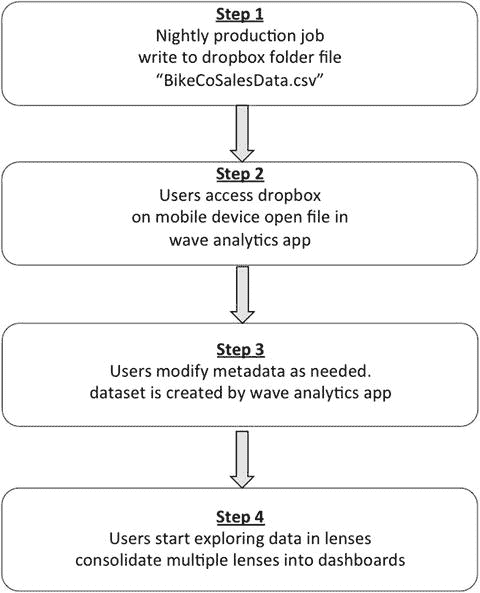 Step 1
Nightly production job
write to dropbox folder file
“BikeCoSalesData.csv”
Step 2
Users access dropbox
on mobile device open file in
wave analytics app
Step 3
Users modify metadata as needed.
dataset is created by wave analytics app
Step 4
Users start exploring data in lenses
consolidate multiple lenses into dashboards